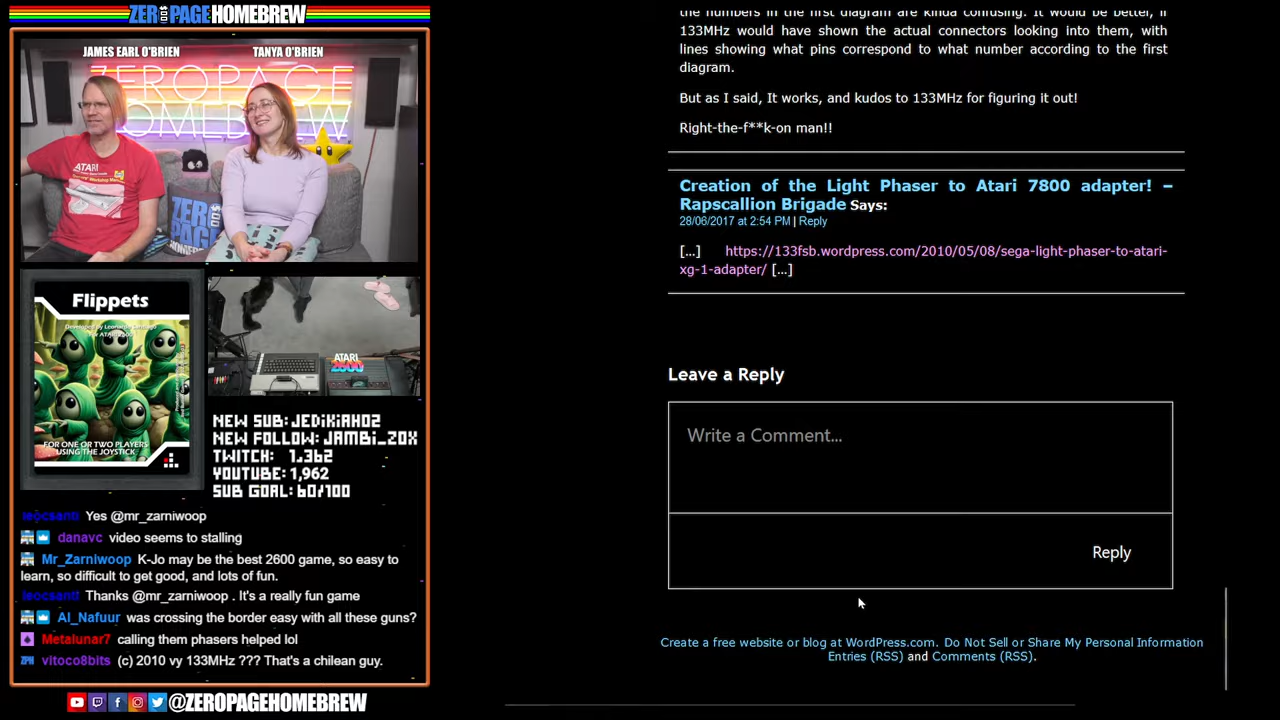 ZEROPAGE HOMEBREW
JAMES EARL O'BRIEN
TANYA O'BRIEN
ZEROPAGE
HOMEBREW
ATARI
ZERO
PAGE
Flippets
FOR ONE OR TWO PLAYERS
USING THE JOYSTICK
ATARI
2600
NEW SUB: JEDIKIAH02
NEW FOLLOW: JAMBI_ZOX
TWITCH: 1,362
YOUTUBE: 1,962
SUB GOAL: 60/100
leocsanti Yes @mr_zarniwoop
danavc video seems to stalling
Mr_Zarniwoop K-Jo may be the best 2600 game, so easy to
learn, so difficult to get good, and lots of fun.
leocsanti Thanks @mr_zarniwoop . It's a really fun game
Al_Nafuur was crossing the border easy with all these guns?
Metalunar7 calling them phasers helped lol
vitoco8bits (c) 2010 vy 133MHz ??? That's a chilean guy.
@ZEROPAGEHOMEBREW
the numbers in the first diagram are kinda confusing. It would be better, if
133MHz would have shown the actual connectors looking into them, with
lines showing what pins correspond to what number according to the first
diagram.
But as I said, It works, and kudos to 133MHz for figuring it out!
Right-the-f**k-on man!!
Creation of the Light Phaser to Atari 7800 adapter! –
Rapscallion Brigade Says:
28/06/2017 at 2:54 PM | Reply
[…] https://133fsb.wordpress.com/2010/05/08/sega-light-phaser-to-atari-
xg-1-adapter/ […]
Leave a Reply
Write a Comment...
Reply
Create a free website or blog at WordPress.com. Do Not Sell or Share My Personal Information
Entries (RSS) and Comments (RSS).